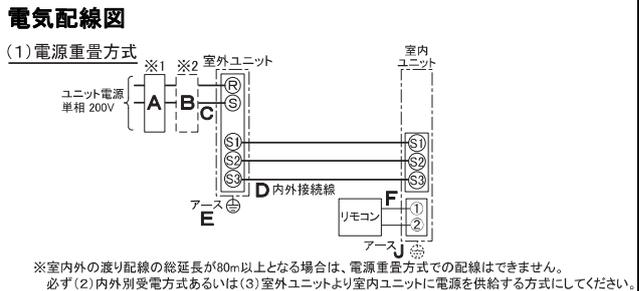 電気配線図
(1)電源重畳方式
※1
※2
室外ユニット
室内
ユニット
ユニット電源
単相 200V
A
B
C
R
S
S1
S2
S3
S1
S2
S3
D 内外接続線
アース
E
リモコン
F
①
②
アース J
※室内外の渡り配線の総延長が80m以上となる場合は、電源重畳方式での配線はできません。
必ず(2)内外別受電方式あるいは(3)室外ユニットより室内ユニットに電源を供給する方式にしてください。